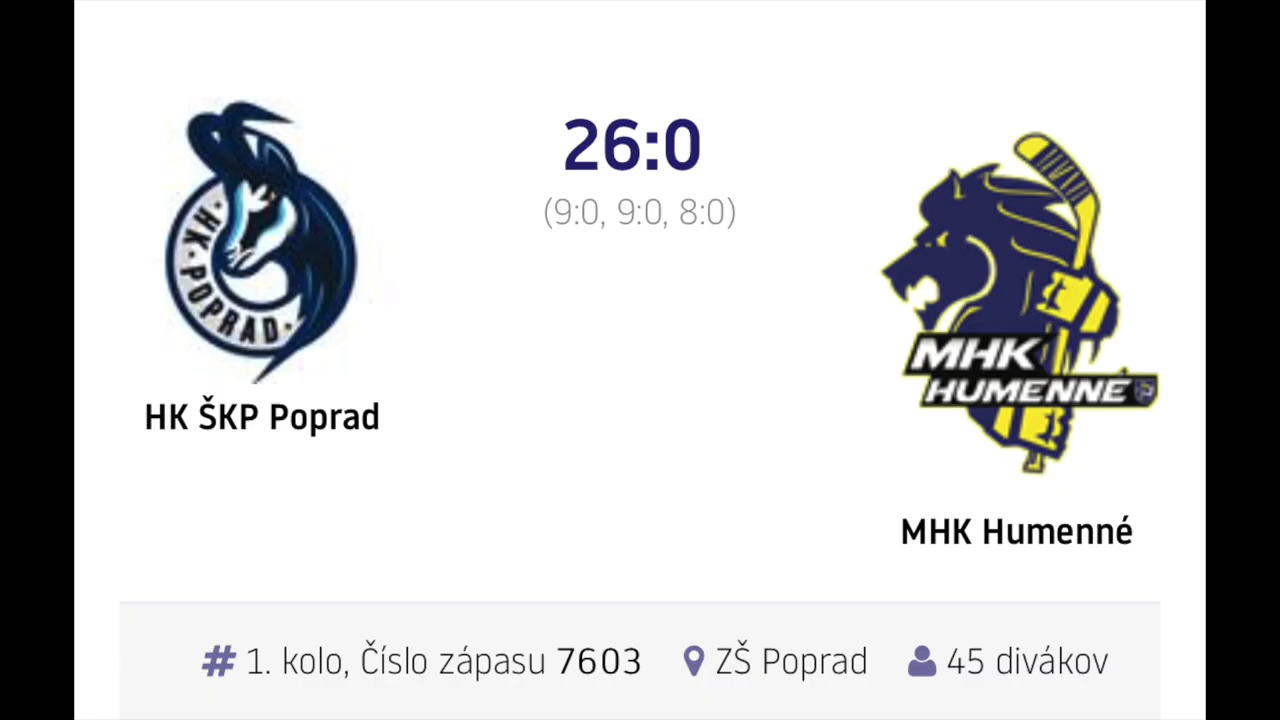 26:0
(9:0, 9:0, 8:0)
· HK · POPRAD ·
HK ŠKP Poprad
MHK
HUMENNÉ
MHK Humenné
# 1. kolo, Číslo zápasu 7603 ZŠ Poprad 45 divákov